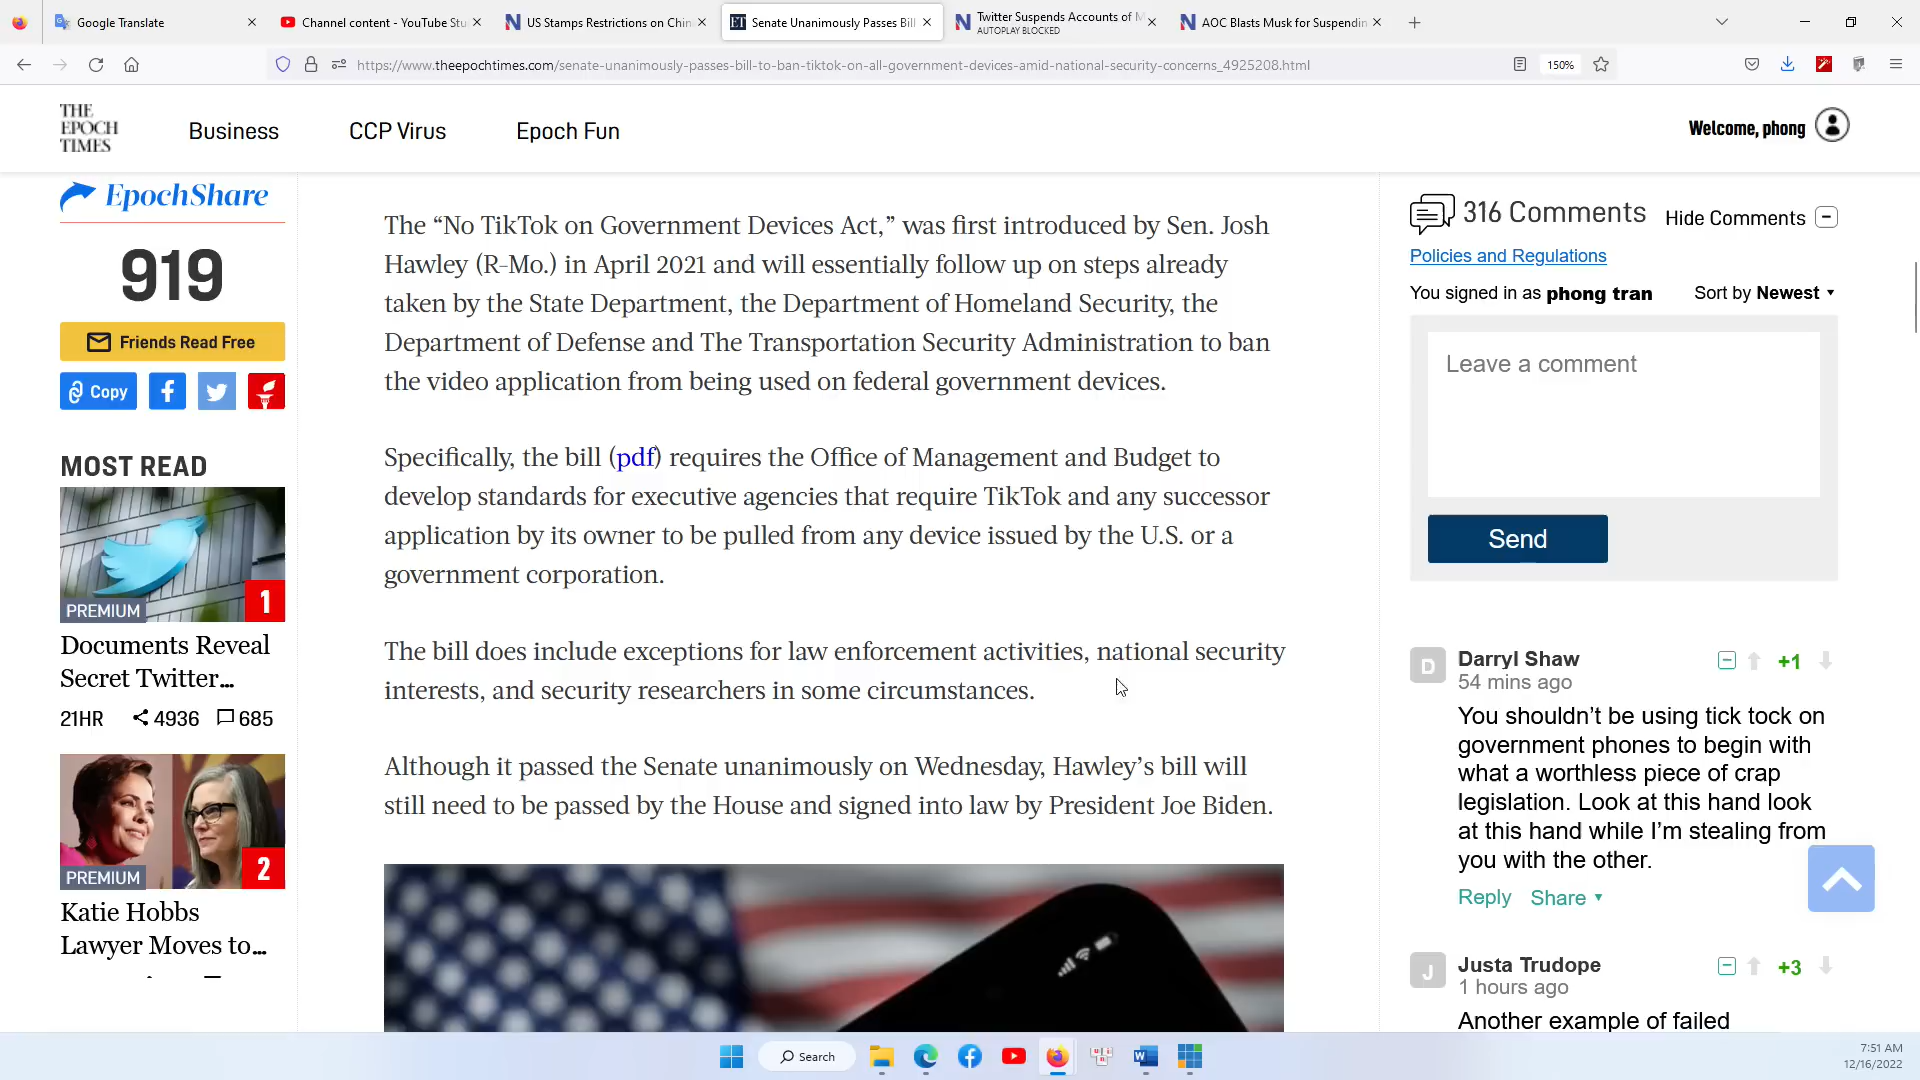 Google Translate
Channel content - YouTube Stu
US Stamps Restrictions on Chin
Senate Unanimously Passes Bill
Twitter Suspends Accounts of M
AUTOPLAY BLOCKED
AOC Blasts Musk for Suspendin
https://www.theepochtimes.com/senate-unanimously-passes-bill-to-ban-tiktok-on-all-government-devices-amid-national-security-concerns_4925208.html
150%
THE
EPOCH
TIMES
Business
CCP Virus
Epoch Fun
Welcome, phong
EpochShare
919
Friends Read Free
Copy
MOST READ
PREMIUM
1
Documents Reveal
Secret Twitter...
21HR
4936
685
PREMIUM
2
Katie Hobbs
Lawyer Moves to...
The “No TikTok on Government Devices Act,” was first introduced by Sen. Josh
Hawley (R-Mo.) in April 2021 and will essentially follow up on steps already
taken by the State Department, the Department of Homeland Security, the
Department of Defense and The Transportation Security Administration to ban
the video application from being used on federal government devices.
Specifically, the bill (pdf) requires the Office of Management and Budget to
develop standards for executive agencies that require TikTok and any successor
application by its owner to be pulled from any device issued by the U.S. or a
government corporation.
The bill does include exceptions for law enforcement activities, national security
interests, and security researchers in some circumstances.
Although it passed the Senate unanimously on Wednesday, Hawley’s bill will
still need to be passed by the House and signed into law by President Joe Biden.
316 Comments
Hide Comments
Policies and Regulations
You signed in as phong tran
Sort by Newest
Leave a comment
Send
D
Darryl Shaw
+1
54 mins ago
You shouldn’t be using tick tock on
government phones to begin with
what a worthless piece of crap
legislation. Look at this hand look
at this hand while I’m stealing from
you with the other.
Reply
Share
J
Justa Trudope
+3
1 hours ago
Another example of failed
Search
7:51 AM
12/16/2022